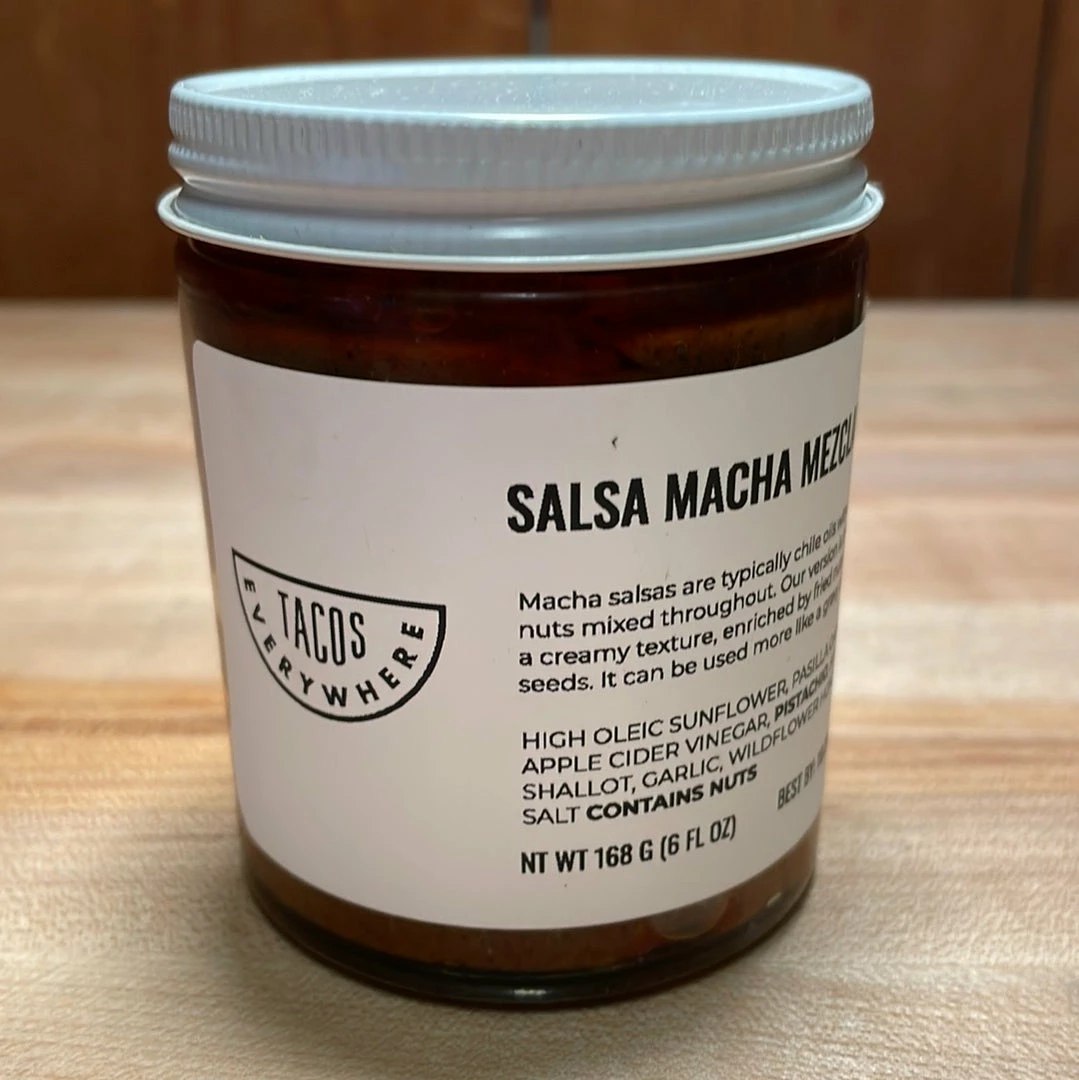 TACOS
EVERYWHERE
SALSA MACHA
Macha salsas are typically chile oils
nuts mixed throughout. Our version
a creamy texture, enriched by fried
seeds. It can be used more like a
HIGH OLEIC SUNFLOWER, PASILLA
APPLE CIDER VINEGAR, PISTACHIO
SHALLOT, GARLIC, WILDFLOWER
SALT CONTAINS NUTS
BEST BY
NT WT 168 G (6 FL OZ)